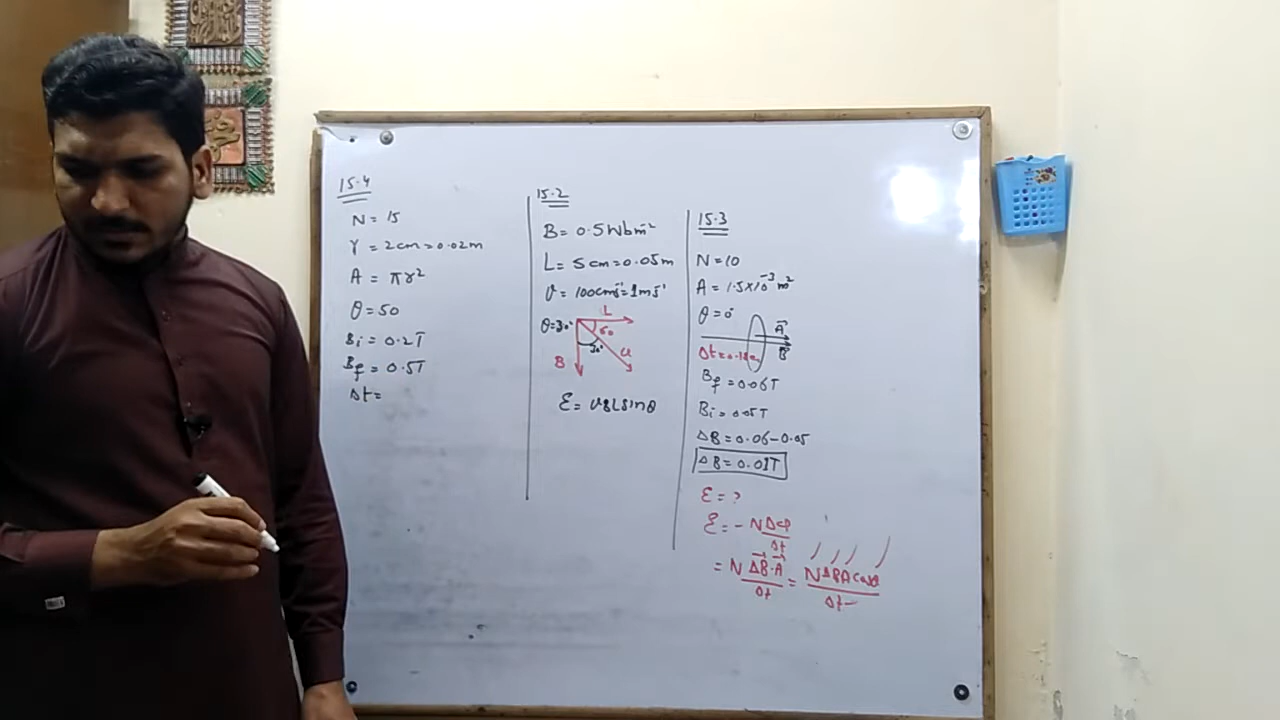 15.4
N = 15
r = 2cm = 0.02m
A = πr²
θ = 50
Bi = 0.2T
Bf = 0.5T
Δt =
15.2
B = 0.5Wbm⁻²
L = 5cm = 0.05m
v = 100cms⁻¹ = 1ms⁻¹
θ = 30°
L
60
30°
B
v
ε = vBLsinθ
15.3
N = 10
A = 1.5×10⁻³m²
θ = 0°
A⃗
B⃗
Bf = 0.06T
Bi = 0.05T
ΔB = 0.06 - 0.05
ΔB = 0.01T
ε = ?
ε = - NΔφ/Δt
= N ΔB⃗·A⃗/Δt = NΔBAcosθ/Δt